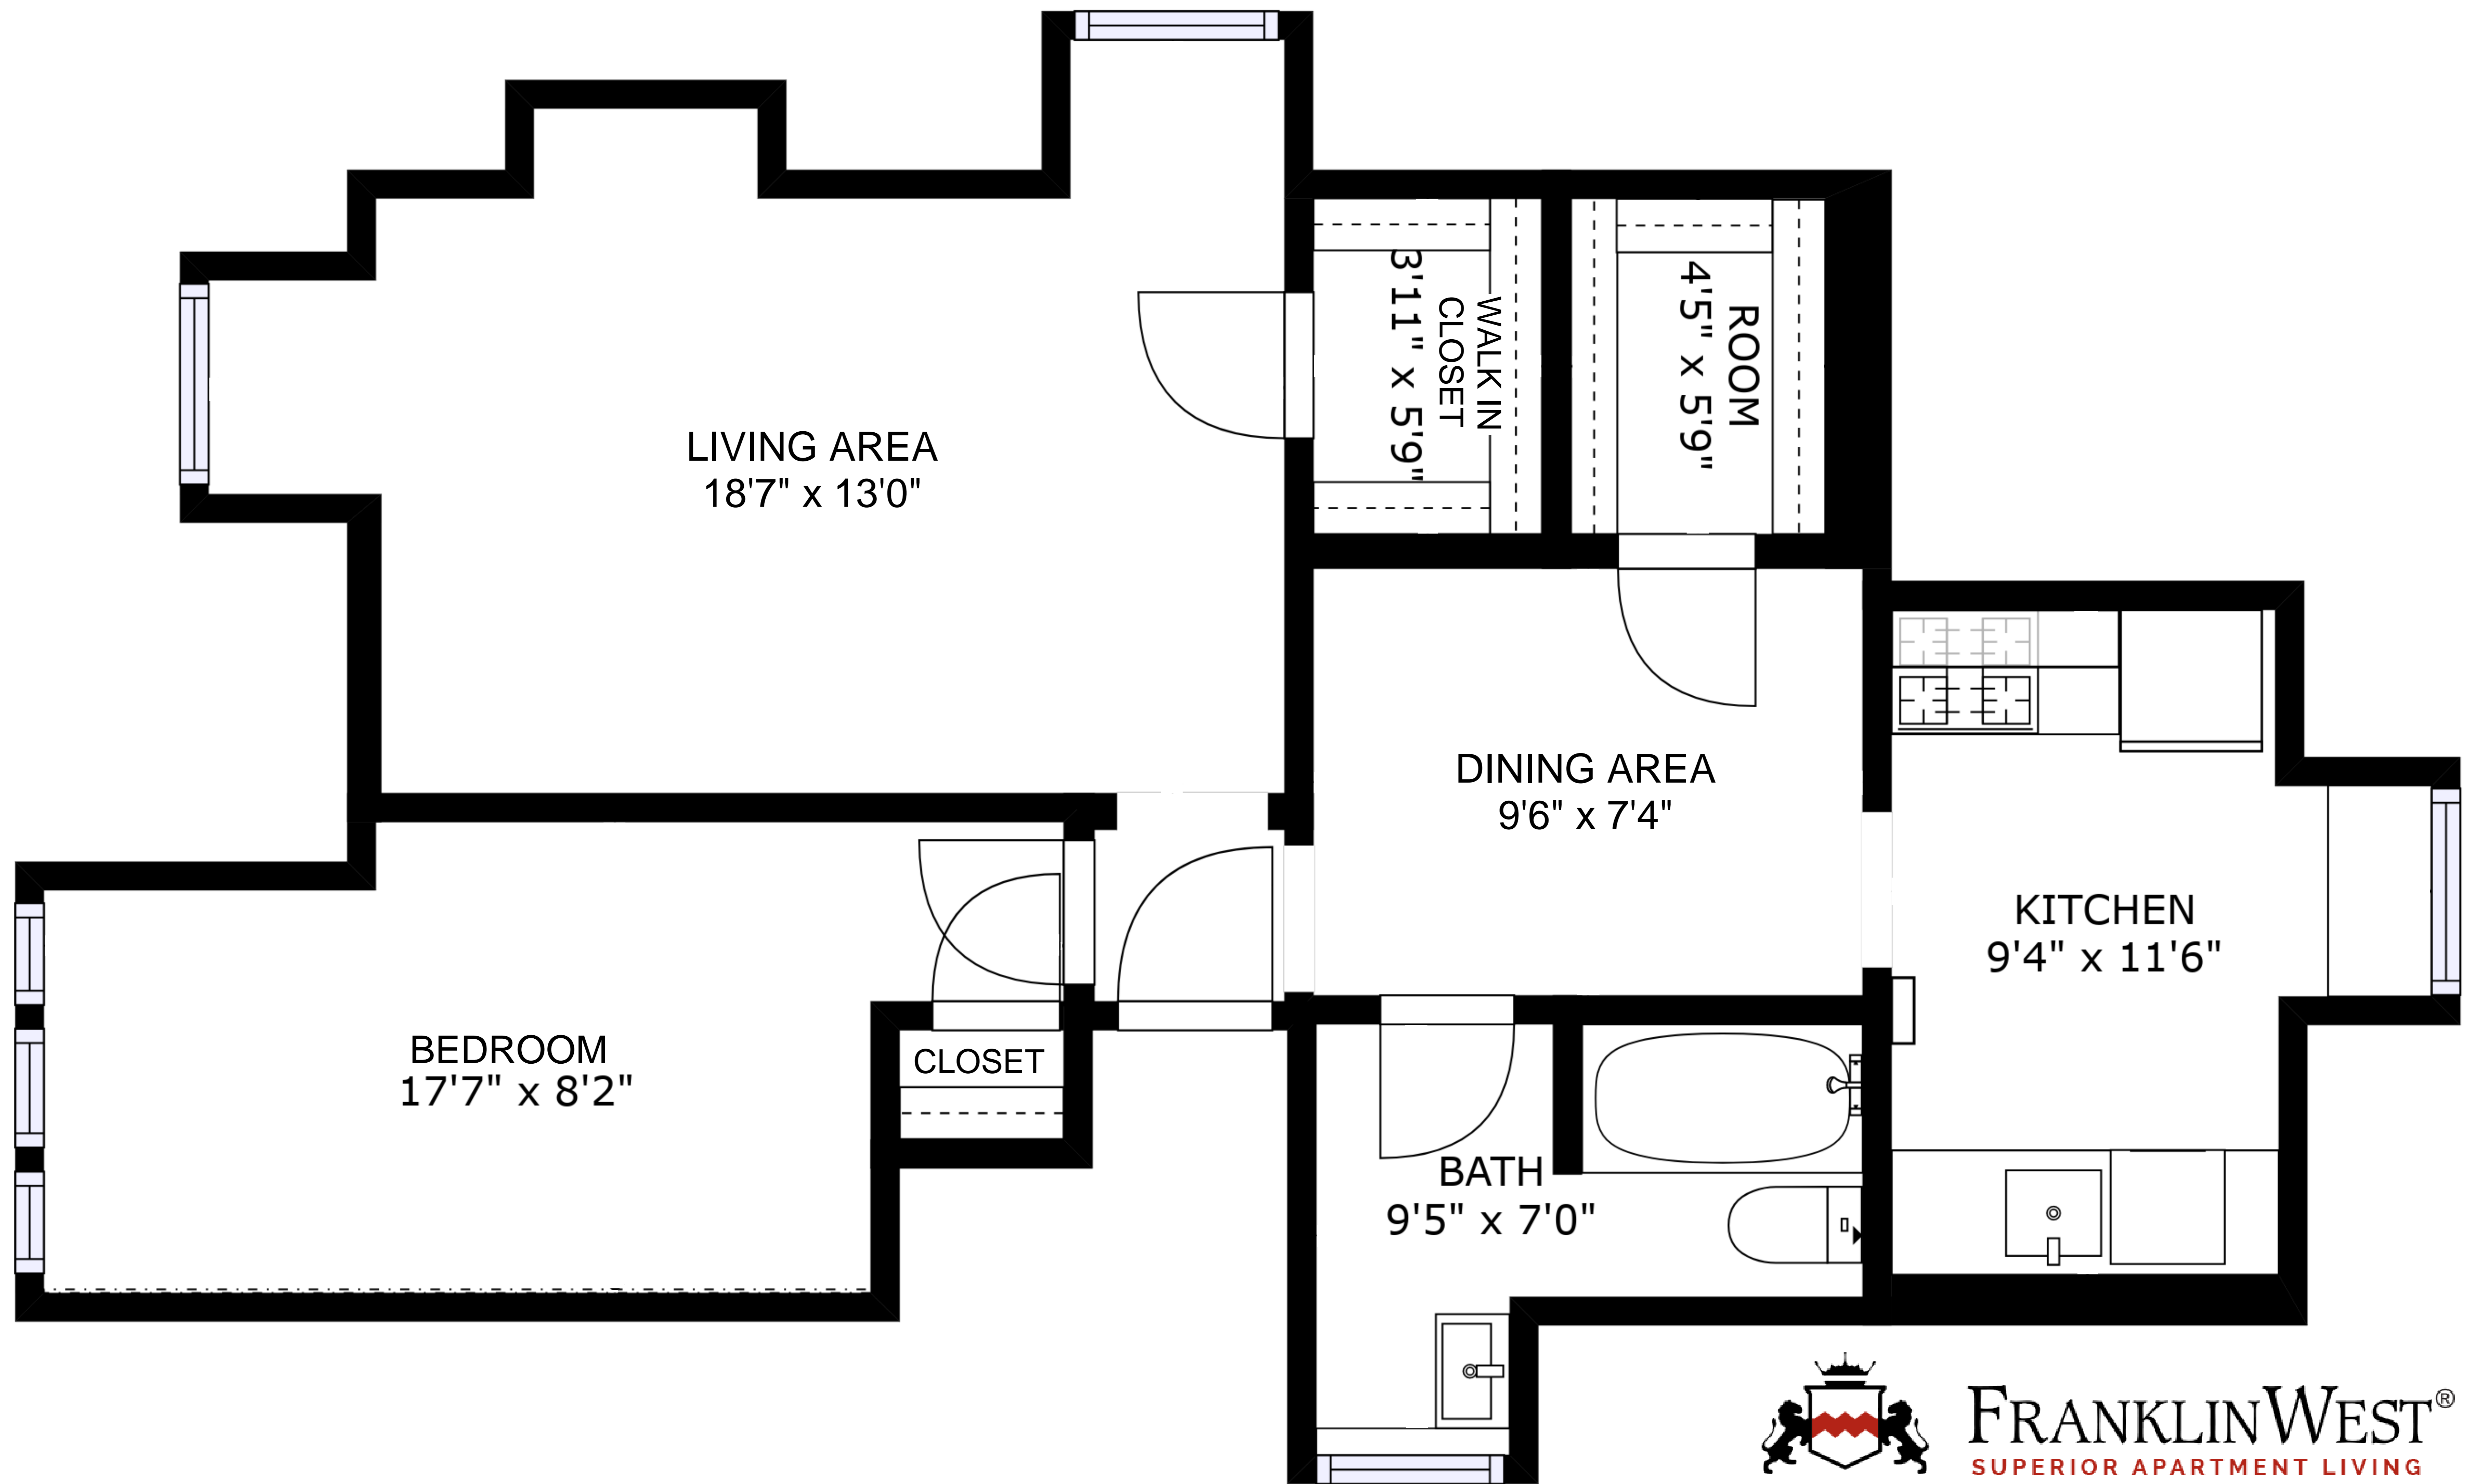 LIVING AREA
18'7" x 13'0"
WALK IN
CLOSET
3'11" x 5'9"
ROOM
4'5" x 5'9"
DINING AREA
9'6" x 7'4"
KITCHEN
9'4" x 11'6"
BEDROOM
17'7" x 8'2"
CLOSET
BATH
9'5" x 7'0"
FRANKLINWEST®
SUPERIOR APARTMENT LIVING